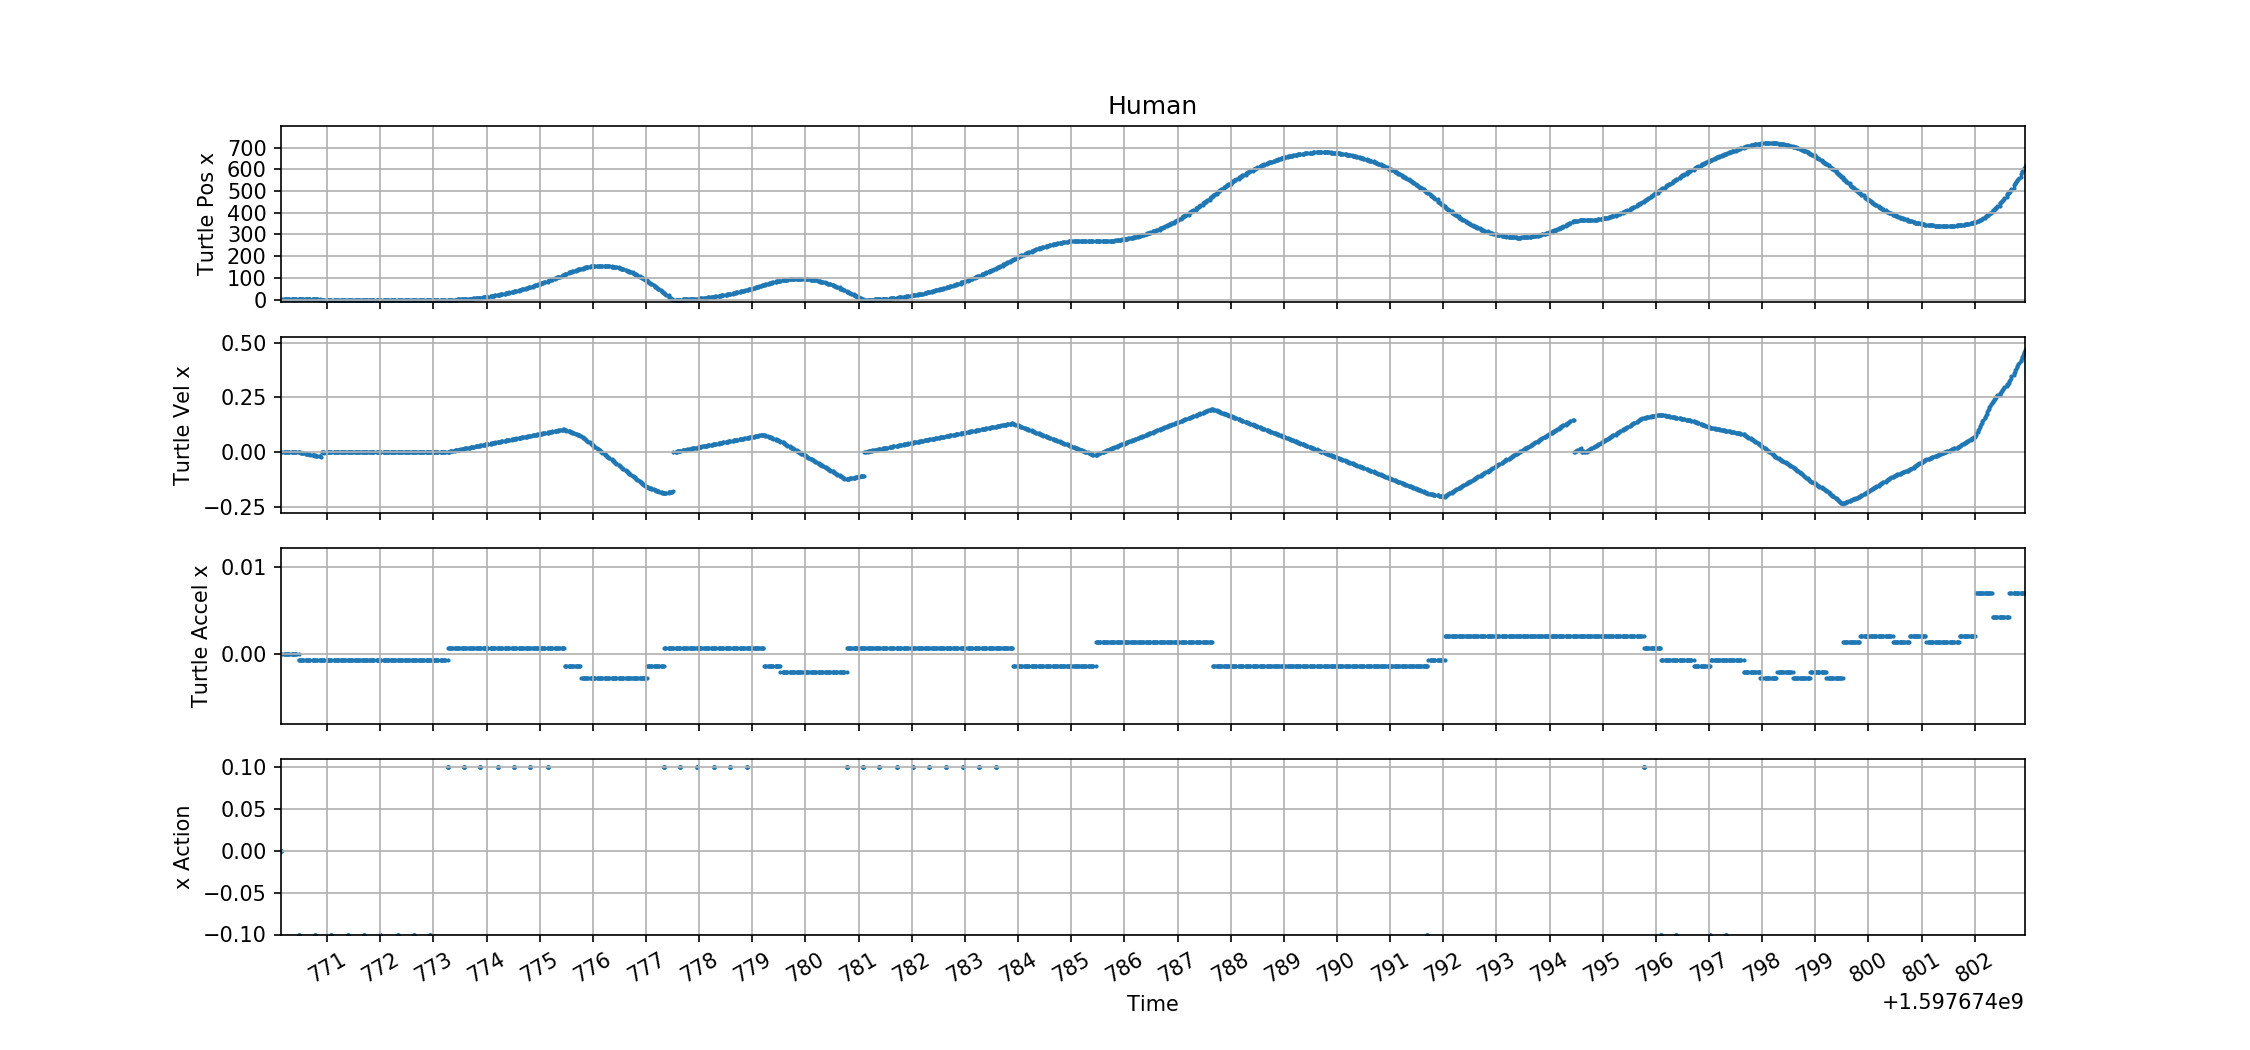 Human
Turtle Pos x
700
600
500
400
300
200
100
0
Turtle Vel x
0.50
0.25
0.00
−0.25
Turtle Accel x
0.01
0.00
x Action
0.10
0.05
0.00
−0.05
−0.10
771 772 773 774 775 776 777 778 779 780 781 782 783 784 785 786 787 788 789 790 791 792 793 794 795 796 797 798 799 800 801 802
Time
+1.597674e9